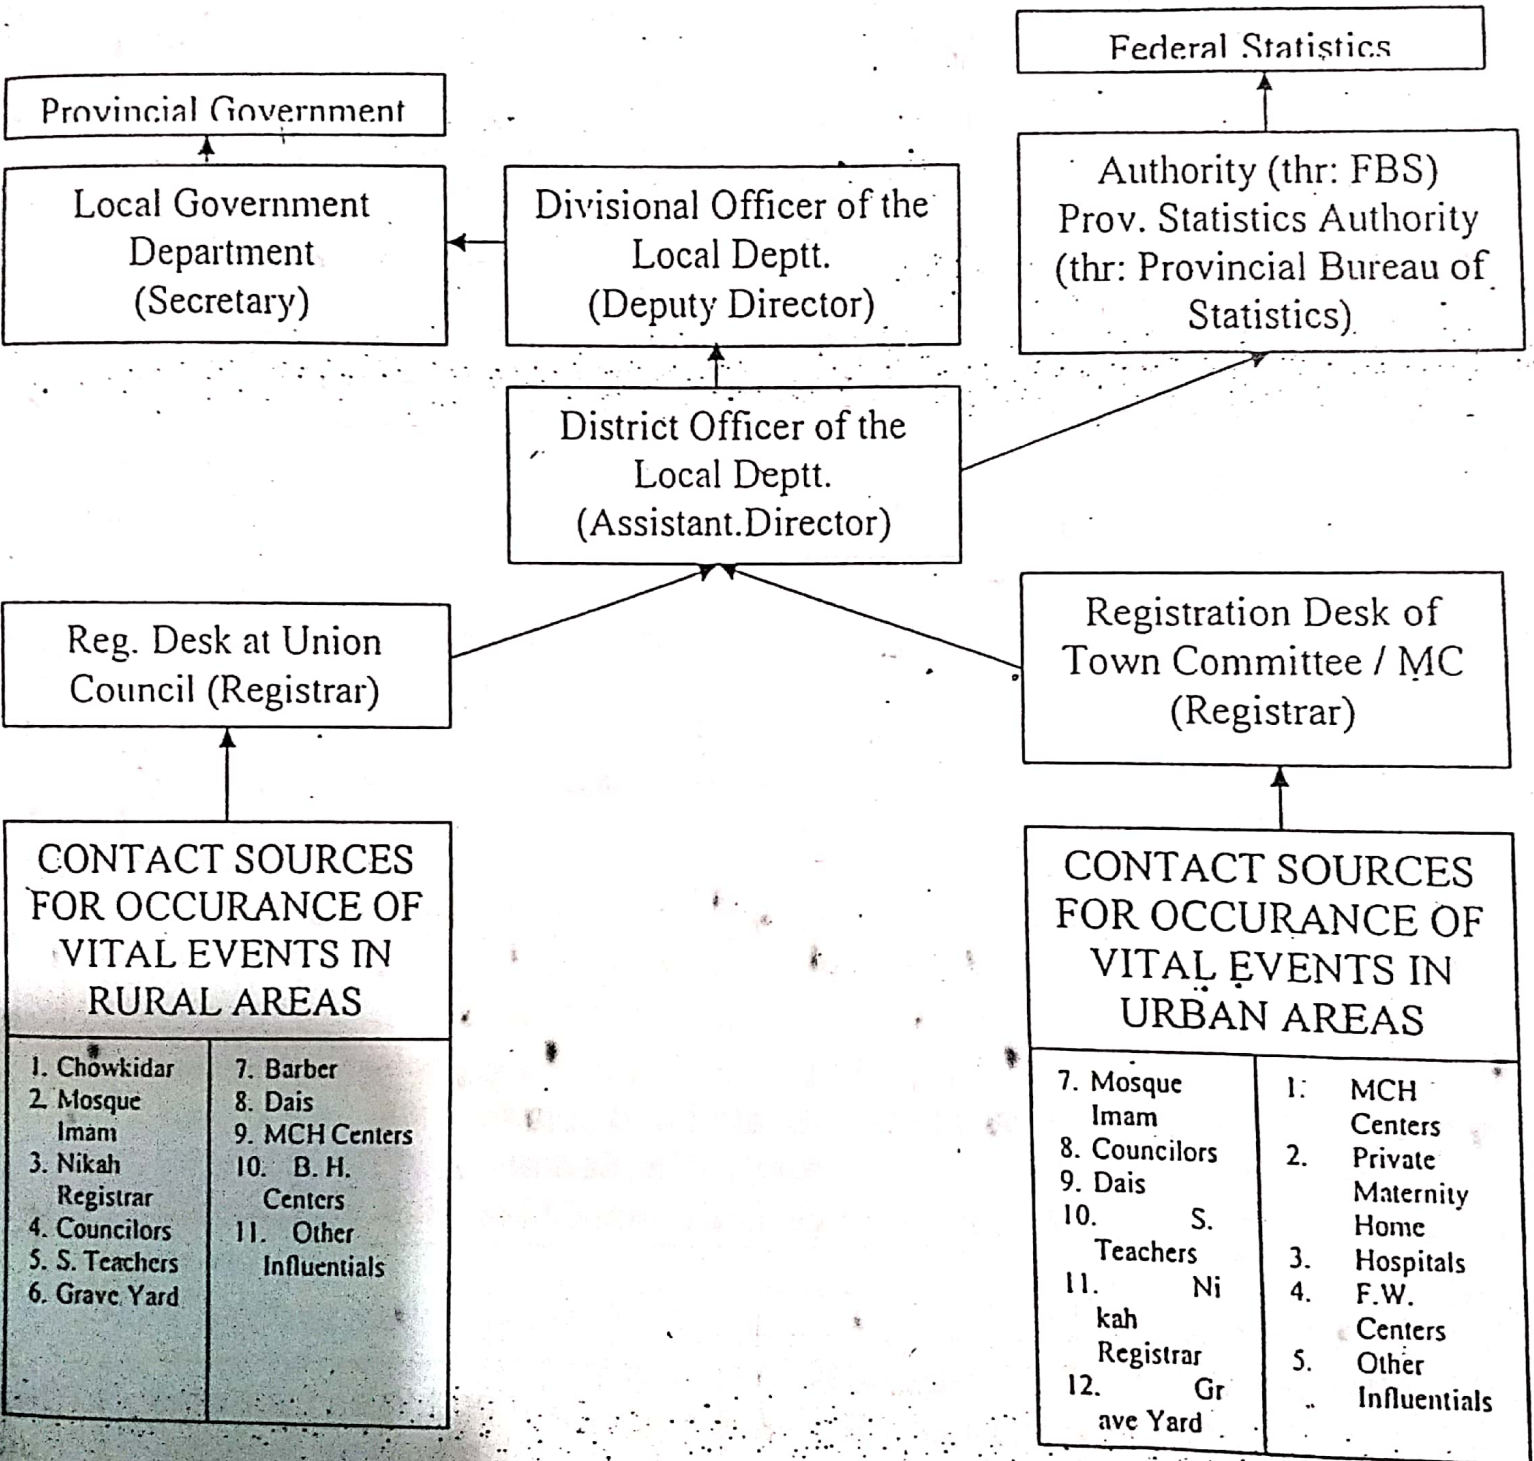 Federal Statistics
Provincial Government
Authority (thr: FBS)
Prov. Statistics Authority
(thr: Provincial Bureau of
Statistics)
Local Government
Department
(Secretary)
Divisional Officer of the
Local Deptt.
(Deputy Director)
District Officer of the
Local Deptt.
(Assistant.Director)
Reg. Desk at Union
Council (Registrar)
Registration Desk of
Town Committee / MC
(Registrar)
CONTACT SOURCES
FOR OCCURANCE OF
VITAL EVENTS IN
RURAL AREAS
1. Chowkidar
2. Mosque
Imam
3. Nikah
Registrar
4. Councilors
5. S. Teachers
6. Grave Yard
7. Barber
8. Dais
9. MCH Centers
10. B. H.
Centers
11. Other
Influentials
CONTACT SOURCES
FOR OCCURANCE OF
VITAL EVENTS IN
URBAN AREAS
7. Mosque
Imam
8. Councilors
9. Dais
10. S.
Teachers
11. Ni
kah
Registrar
12. Gr
ave Yard
1. MCH
Centers
2. Private
Maternity
Home
3. Hospitals
4. F.W.
Centers
5. Other
Influentials